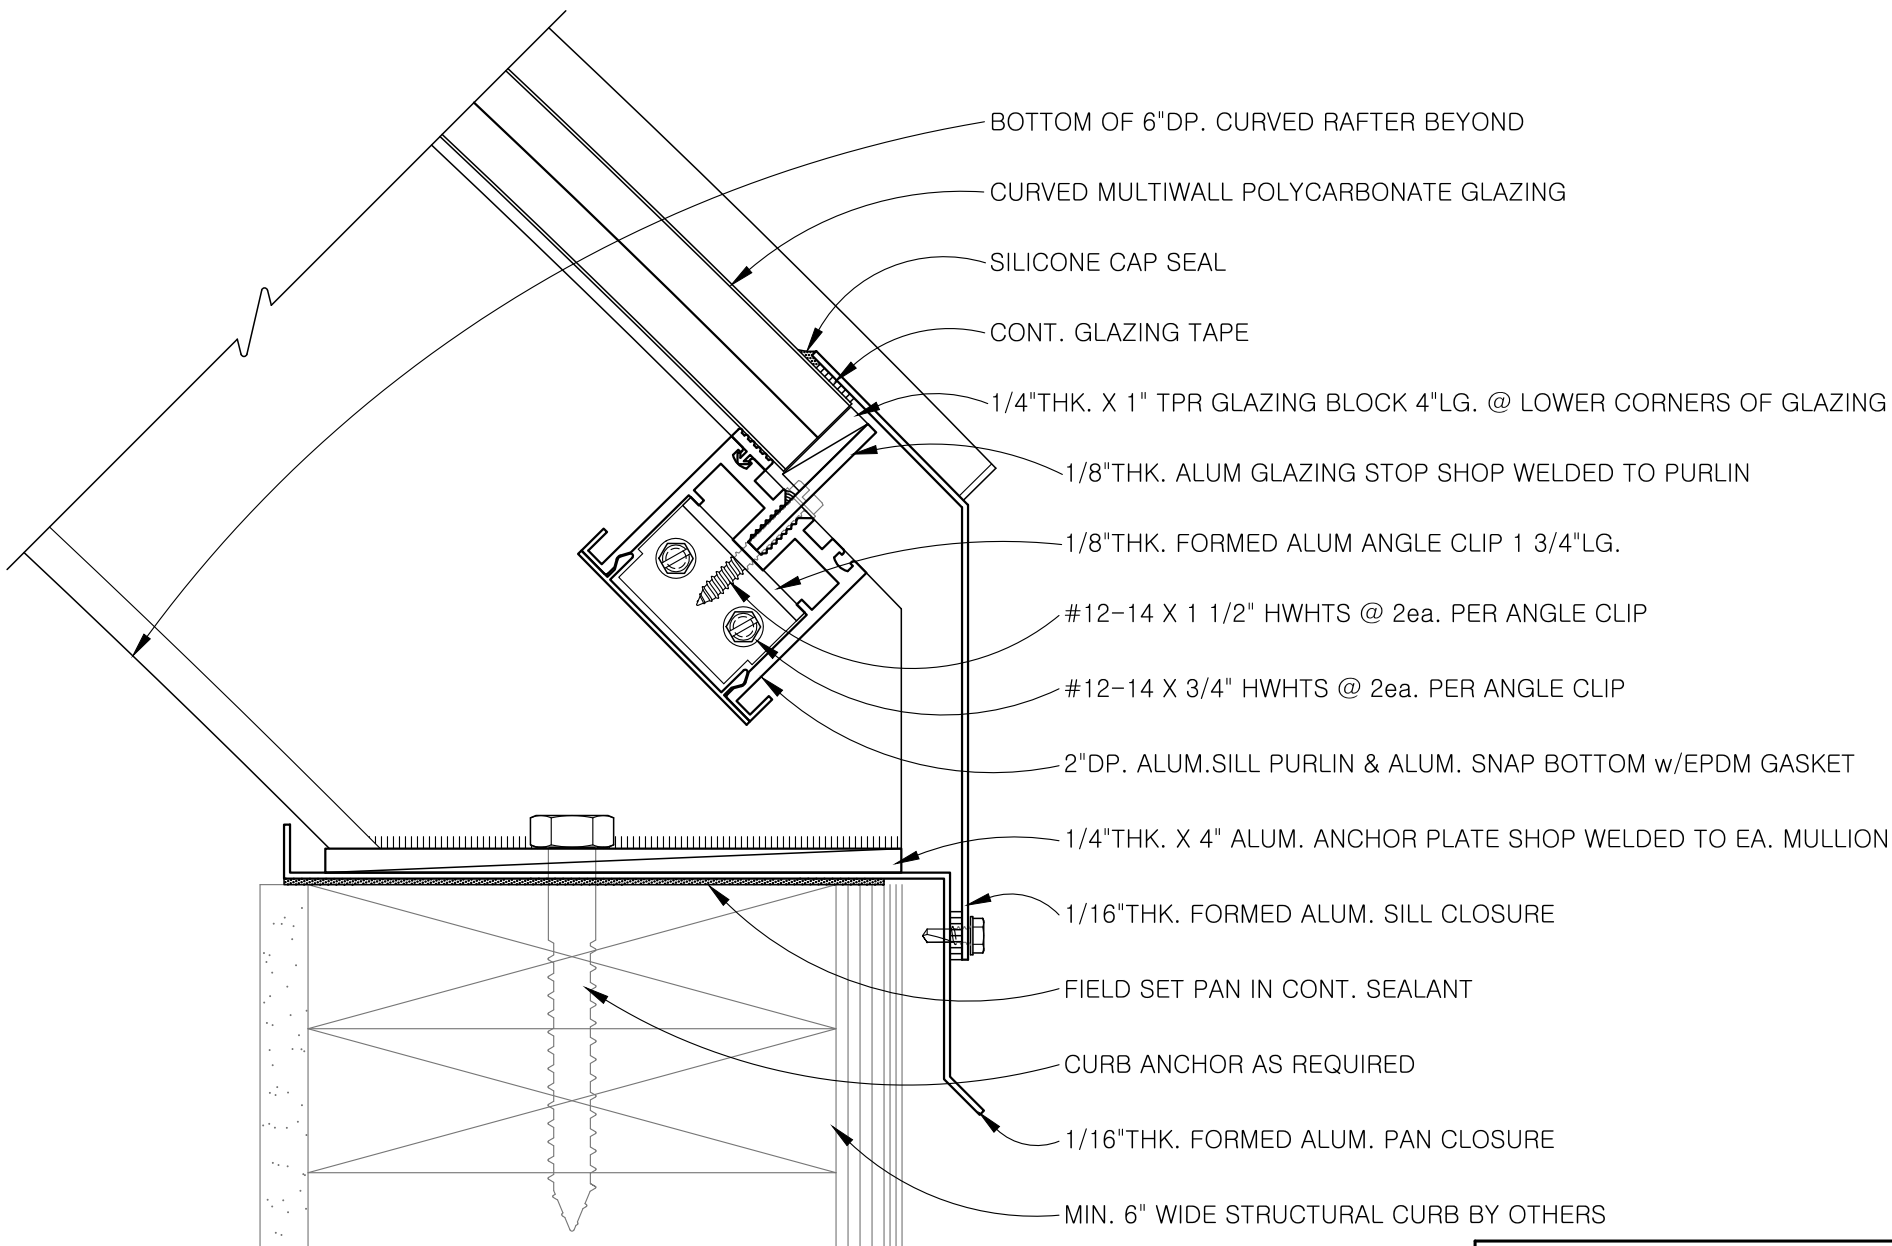 BOTTOM OF 6"DP. CURVED RAFTER BEYOND
CURVED MULTIWALL POLYCARBONATE GLAZING
SILICONE CAP SEAL
CONT. GLAZING TAPE
1/4"THK. X 1" TPR GLAZING BLOCK 4"LG. @ LOWER CORNERS OF GLAZING
1/8"THK. ALUM GLAZING STOP SHOP WELDED TO PURLIN
1/8"THK. FORMED ALUM ANGLE CLIP 1 3/4"LG.
#12-14 X 1 1/2" HWHTS @ 2ea. PER ANGLE CLIP
#12-14 X 3/4" HWHTS @ 2ea. PER ANGLE CLIP
2"DP. ALUM.SILL PURLIN & ALUM. SNAP BOTTOM w/EPDM GASKET
1/4"THK. X 4" ALUM. ANCHOR PLATE SHOP WELDED TO EA. MULLION
1/16"THK. FORMED ALUM. SILL CLOSURE
FIELD SET PAN IN CONT. SEALANT
CURB ANCHOR AS REQUIRED
1/16"THK. FORMED ALUM. PAN CLOSURE
MIN. 6" WIDE STRUCTURAL CURB BY OTHERS